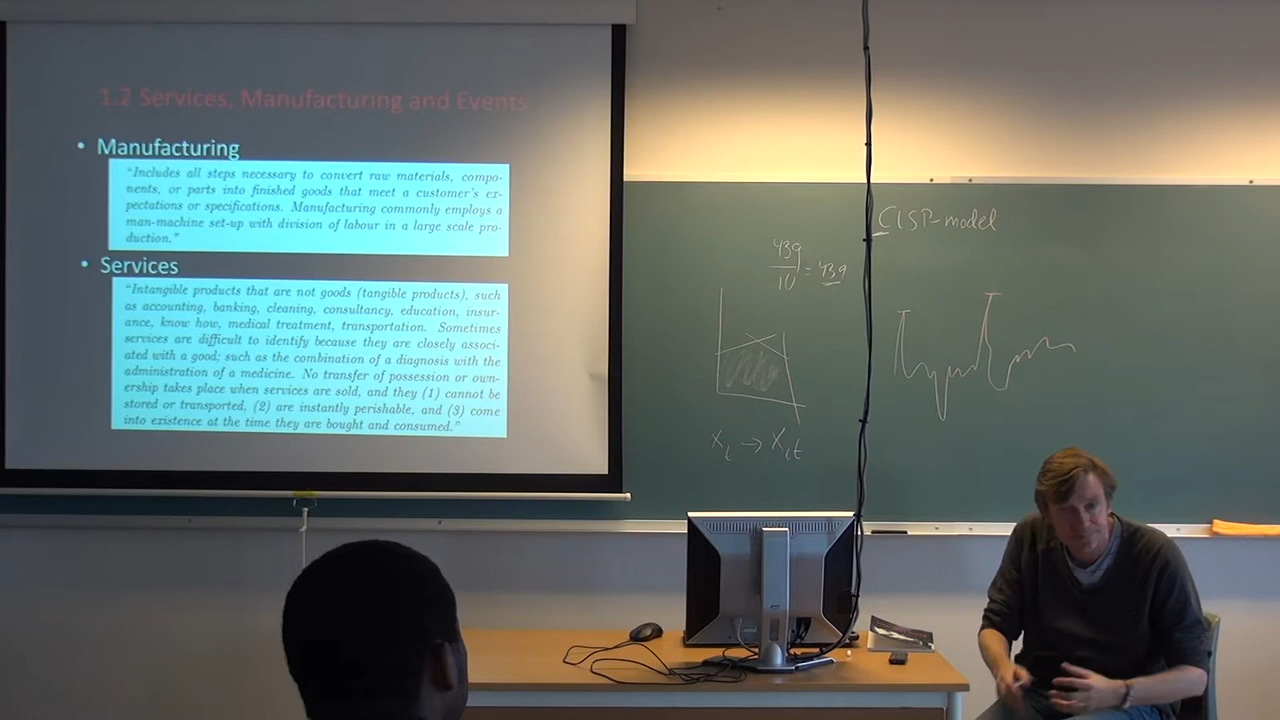 1.2 Services, Manufacturing and Events
• Manufacturing
"Includes all steps necessary to convert raw materials, compo-
nents, or parts into finished goods that meet a customer's ex-
pectations or specifications. Manufacturing commonly employs a
man-machine set-up with division of labour in a large scale pro-
duction."
• Services
"Intangible products that are not goods (tangible products), such
as accounting, banking, cleaning, consultancy, education, insur-
ance, know how, medical treatment, transportation. Sometimes
services are difficult to identify because they are closely associ-
ated with a good; such as the combination of a diagnosis with the
administration of a medicine. No transfer of possession or own-
ership takes place when services are sold, and they (1) cannot be
stored or transported, (2) are instantly perishable, and (3) come
into existence at the time they are bought and consumed."
CISP-model
439
10 = 439